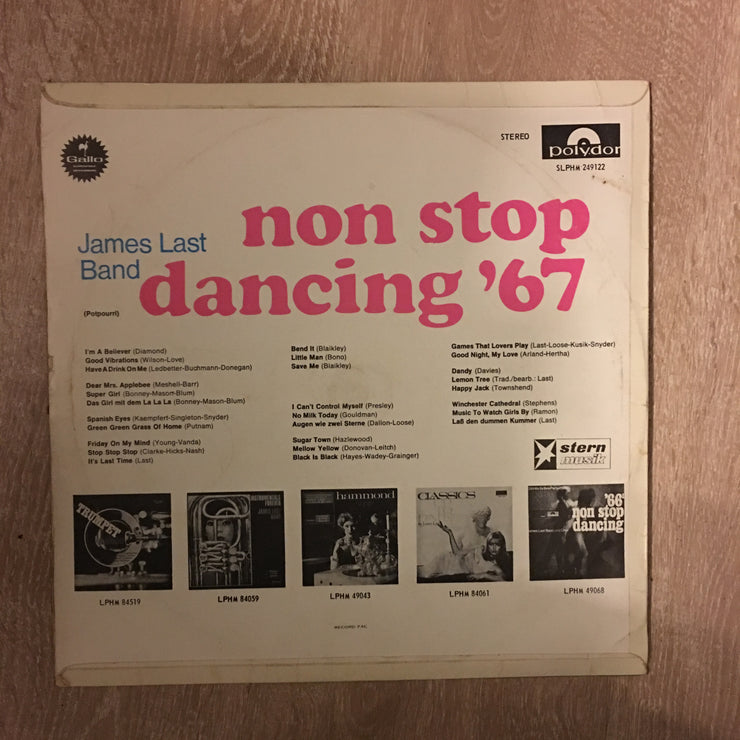 Gallo
STEREO
polydor
SLPHM 249122
non stop
James Last
Band
dancing '67
(Potpourri)
I'm A Believer (Diamond)
Good Vibrations (Wilson-Love)
Have A Drink On Me (Ledbetter-Buchmann-Donegan)
Dear Mrs. Applebee (Meshell-Barr)
Super Girl (Bonney-Mason-Blum)
Das Girl mit dem La La La (Bonney-Mason-Blum)
Spanish Eyes (Kaempfert-Singleton-Snyder)
Green Green Grass Of Home (Putnam)
Friday On My Mind (Young-Vanda)
Stop Stop Stop (Clarke-Hicks-Nash)
It's Last Time (Last)
Bend It (Blaikley)
Little Man (Bono)
Save Me (Blaikley)
I Can't Control Myself (Presley)
No Milk Today (Gouldman)
Augen wie zwei Sterne (Dallon-Loose)
Sugar Town (Hazlewood)
Mellow Yellow (Donovan-Leitch)
Black Is Black (Hayes-Wadey-Grainger)
Games That Lovers Play (Last-Loose-Kusik-Snyder)
Good Night, My Love (Arland-Hertha)
Dandy (Davies)
Lemon Tree (Trad./bearb.: Last)
Happy Jack (Townshend)
Winchester Cathedral (Stephens)
Music To Watch Girls By (Ramon)
Laß den dummen Kummer (Last)
stern
musik
TRUMPET
INSTRUMENTALS
FOREVER
JAMES LAST
BAND
hammond
CLASSICS
'66
non stop
dancing
LPHM 84519
LPHM 84059
LPHM 49043
LPHM 84061
LPHM 49068
RECORD PAC